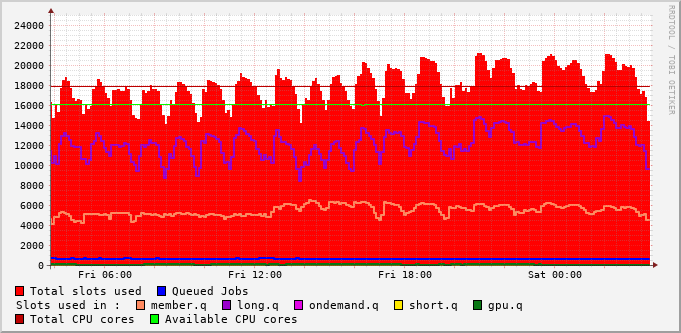 24000
22000
20000
18000
16000
14000
12000
10000
8000
6000
4000
2000
0
Fri 06:00 Fri 12:00 Fri 18:00 Sat 00:00
RRDTOOL / TOBI OETIKER
Total slots used Queued Jobs
Slots used in : member.q long.q ondemand.q short.q gpu.q
Total CPU cores Available CPU cores